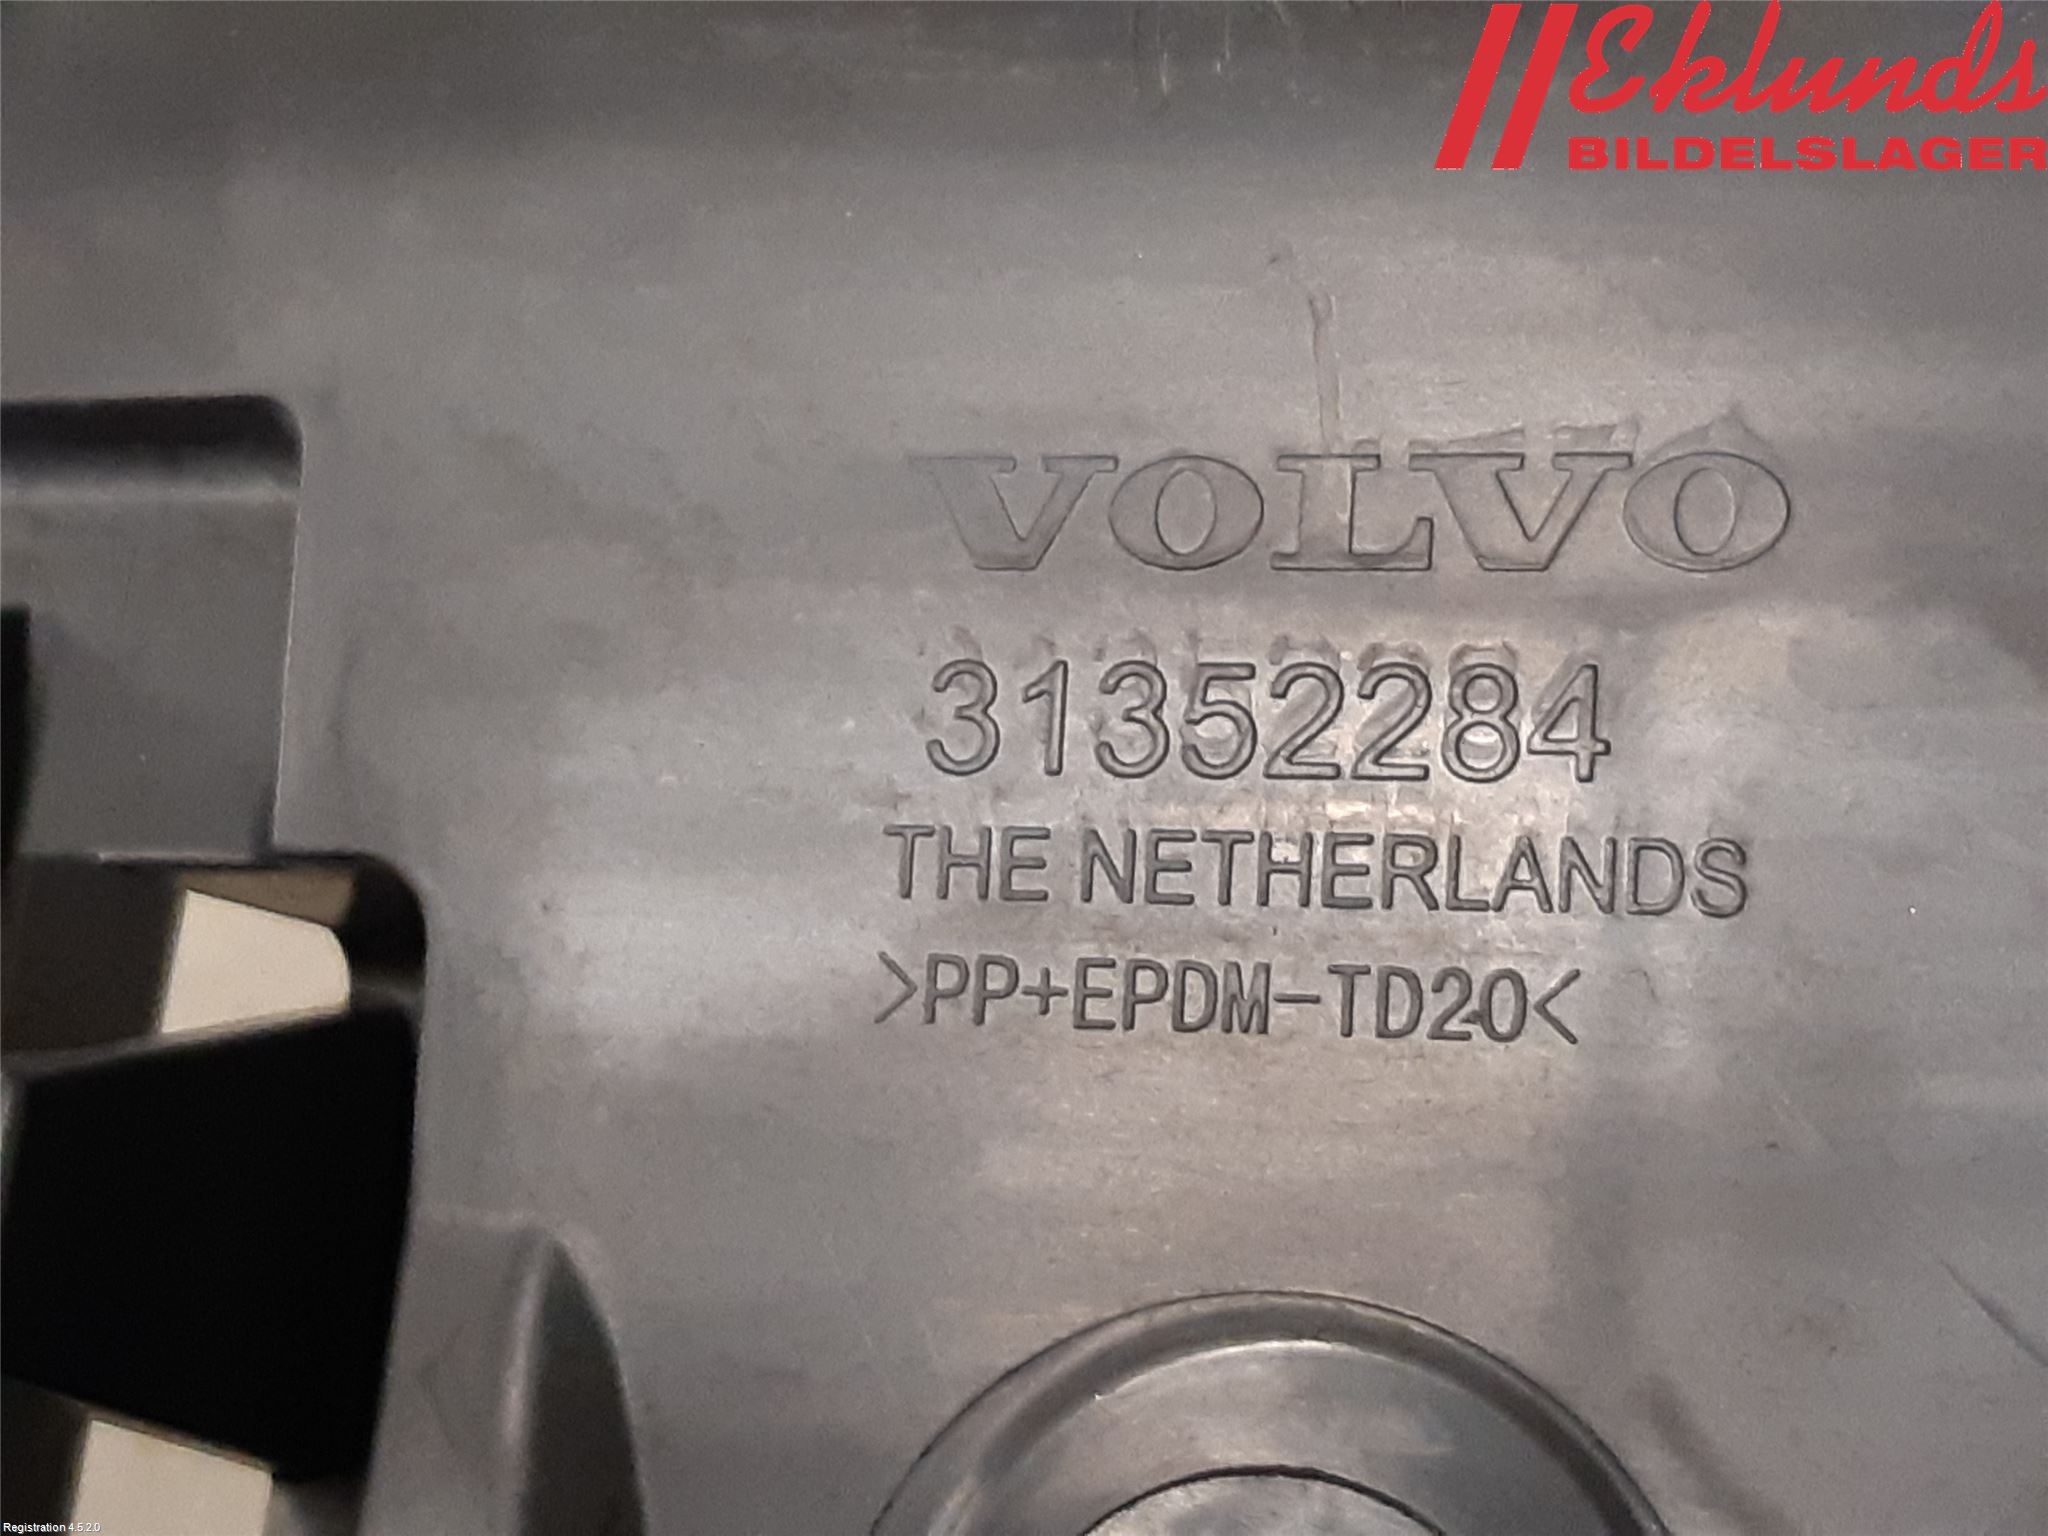 Eklunds
BILDELSLAGER
VOLVO
31352284
THE NETHERLANDS
>PP+EPDM-TD20<
Registration 4.5.2.0